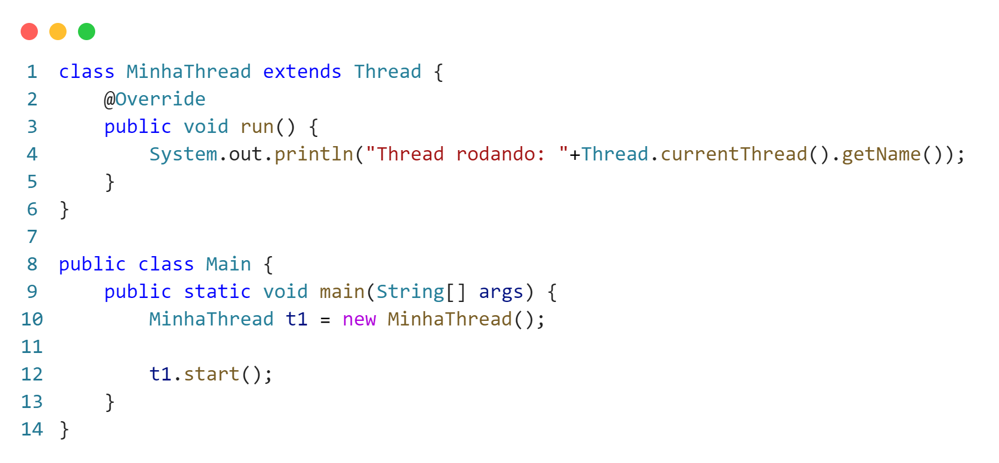 1 class MinhaThread extends Thread {
2     @Override
3     public void run() {
4         System.out.println("Thread rodando: "+Thread.currentThread().getName());
5     }
6 }
7
8 public class Main {
9     public static void main(String[] args) {
10         MinhaThread t1 = new MinhaThread();
11
12         t1.start();
13     }
14 }